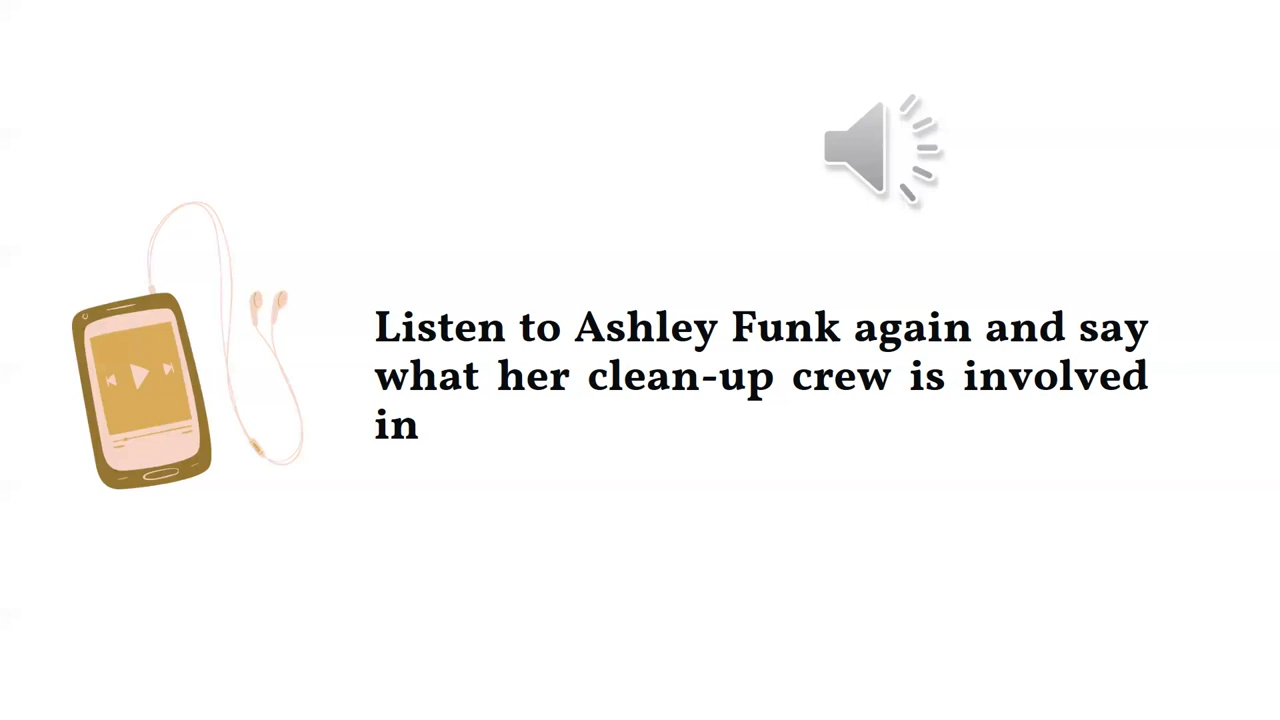 Listen to Ashley Funk again and say
what her clean-up crew is involved
in